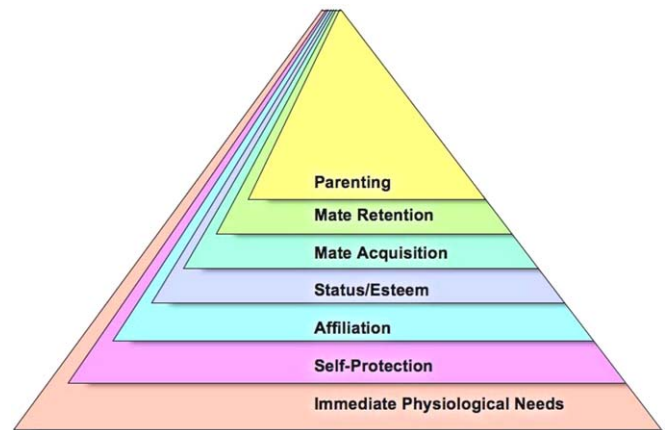 Parenting
Mate Retention
Mate Acquisition
Status/Esteem
Affiliation
Self-Protection
Immediate Physiological Needs